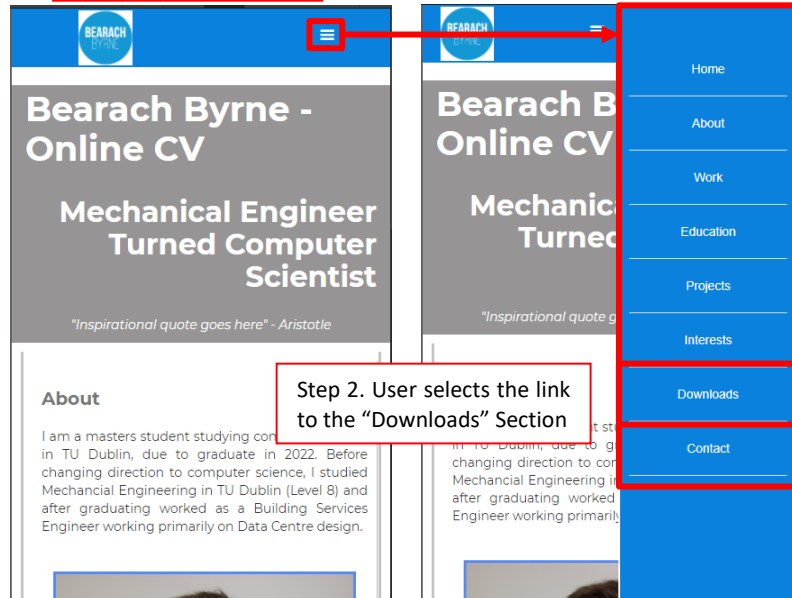 BEARACH
BYRNE
Bearach Byrne -
Online CV
Mechanical Engineer
Turned Computer
Scientist
"Inspirational quote goes here" - Aristotle
About
I am a masters student studying con
in TU Dublin, due to graduate in 2022. Before
changing direction to computer science, I studied
Mechancial Engineering in TU Dublin (Level 8) and
after graduating worked as a Building Services
Engineer working primarily on Data Centre design.
Step 2. User selects the link
to the “Downloads” Section
BEARACH
BYRNE
Bearach B
Online CV
Mechanica
Turned
"Inspirational quote g
t stu
in TU Dublin, due to g
changing direction to con
Mechancial Engineering i
after graduating worked
Engineer working primarily
Home
About
Work
Education
Projects
Interests
Downloads
Contact